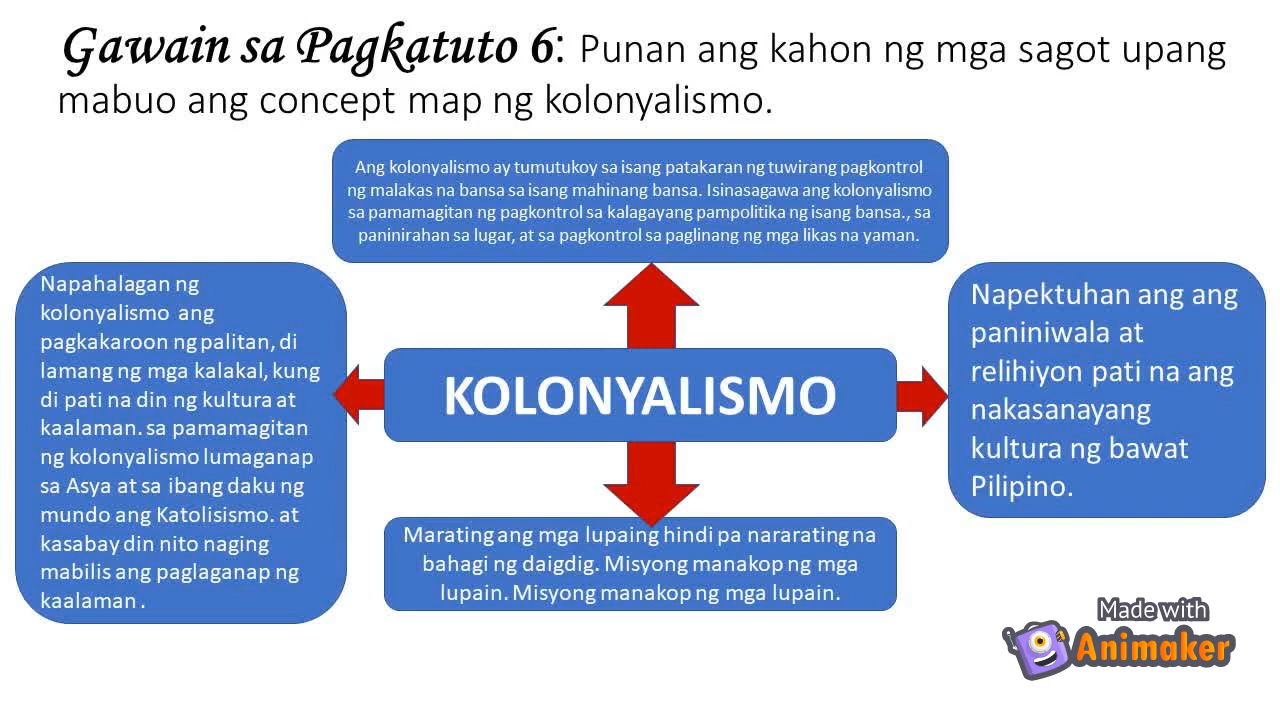 Gawain sa Pagkatuto 6: Punan ang kahon ng mga sagot upang
mabuo ang concept map ng kolonyalismo.
Ang kolonyalismo ay tumutukoy sa isang patakaran ng tuwirang pagkontrol
ng malakas na bansa sa isang mahinang bansa. Isinasagawa ang kolonyalismo
sa pamamagitan ng pagkontrol sa kalagayang pampolitika ng isang bansa., sa
paninirahan sa lugar, at sa pagkontrol sa paglinang ng mga likas na yaman.
Napahalagan ng
kolonyalismo ang
pagkakaroon ng palitan, di
lamang ng mga kalakal, kung
di pati na din ng kultura at
kaalaman. sa pamamagitan
ng kolonyalismo lumaganap
sa Asya at sa ibang daku ng
mundo ang Katolisismo. at
kasabay din nito naging
mabilis ang paglaganap ng
kaalaman .
KOLONYALISMO
Napektuhan ang ang
paniniwala at
relihiyon pati na ang
nakasanayang
kultura ng bawat
Pilipino.
Marating ang mga lupaing hindi pa nararating na
bahagi ng daigdig. Misyong manakop ng mga
lupain. Misyong manakop ng mga lupain.
Made with
Animaker